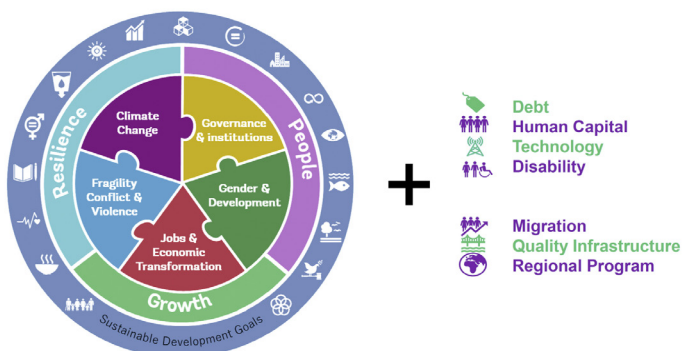 Resilience
People
Growth
Climate
Change
Governance
& institutions
Fragility
Conflict &
Violence
Gender &
Development
Jobs &
Economic
Transformation
Sustainable Development Goals
+
Debt
Human Capital
Technology
Disability
Migration
Quality Infrastructure
Regional Program